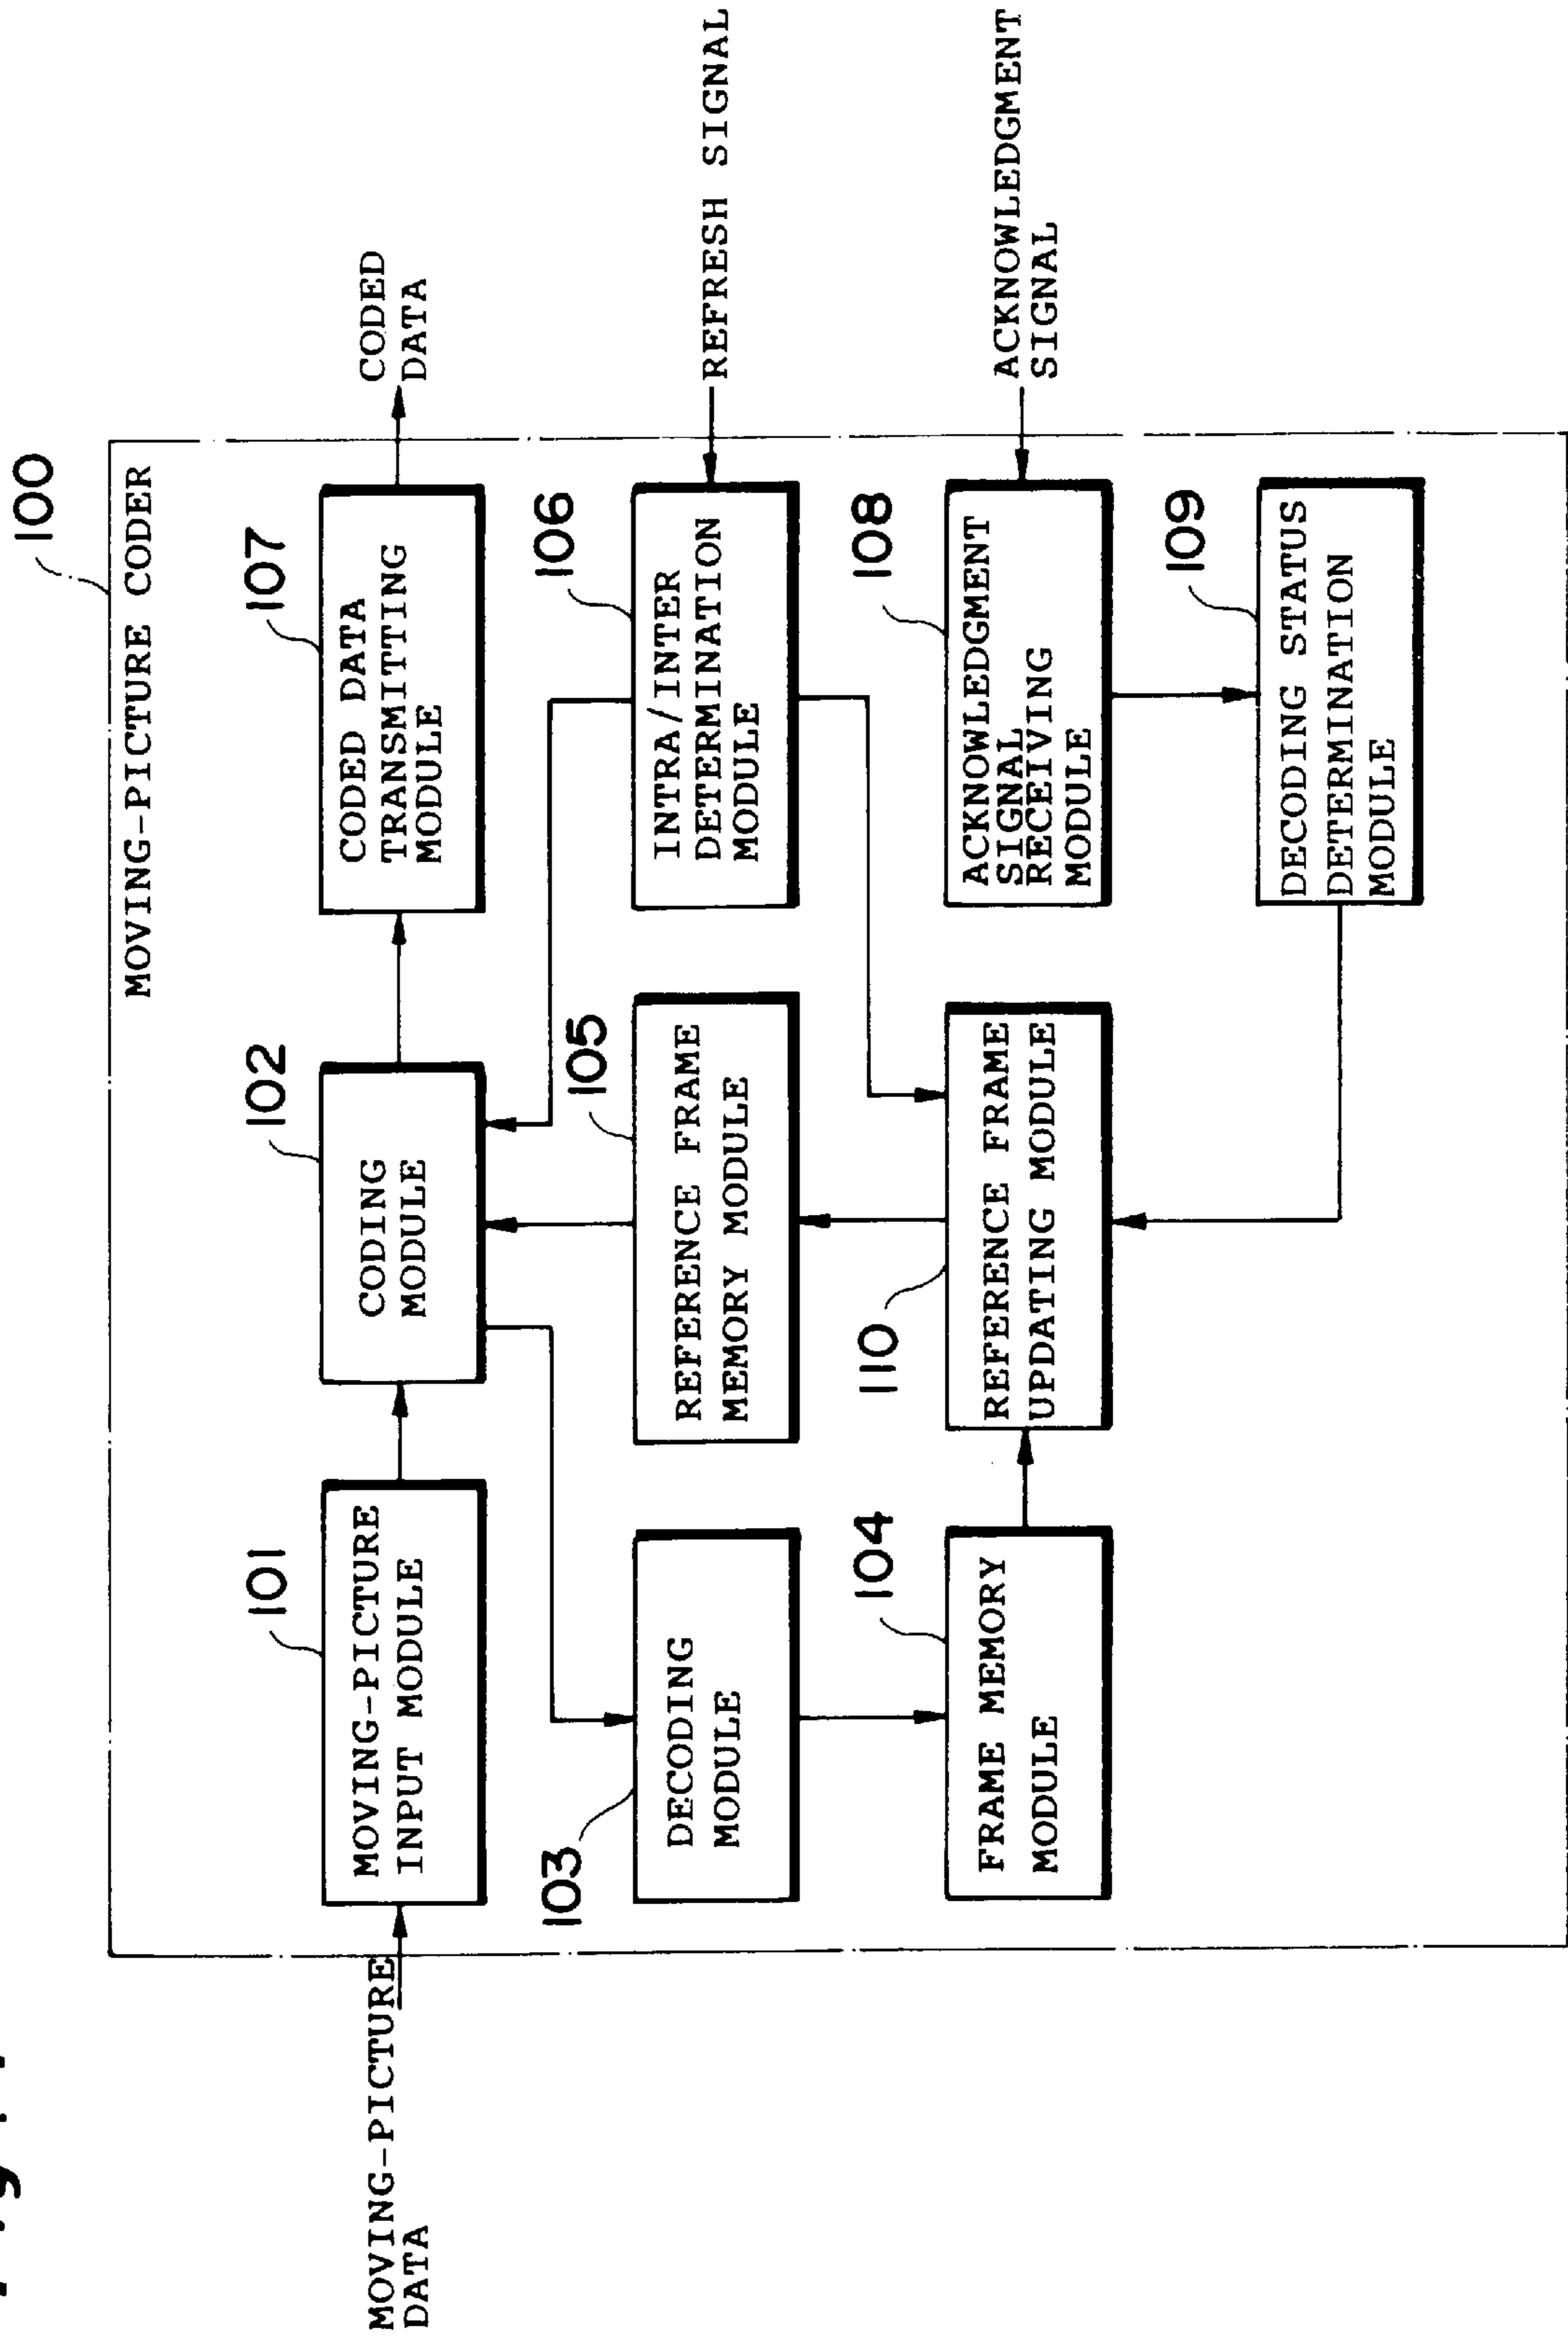 100
MOVING-PICTURE CODER
MOVING-PICTURE
DATA
101
MOVING-PICTURE
INPUT MODULE
102
CODING
MODULE
107
CODED DATA
TRANSMITTING
MODULE
CODED
DATA
103
DECODING
MODULE
105
REFERENCE FRAME
MEMORY MODULE
106
INTRA/INTER
DETERMINATION
MODULE
REFRESH SIGNAL
104
FRAME MEMORY
MODULE
110
REFERENCE FRAME
UPDATING MODULE
108
ACKNOWLEDGMENT
SIGNAL
RECEIVING
MODULE
ACKNOWLEDGMENT
SIGNAL
109
DECODING STATUS
DETERMINATION
MODULE